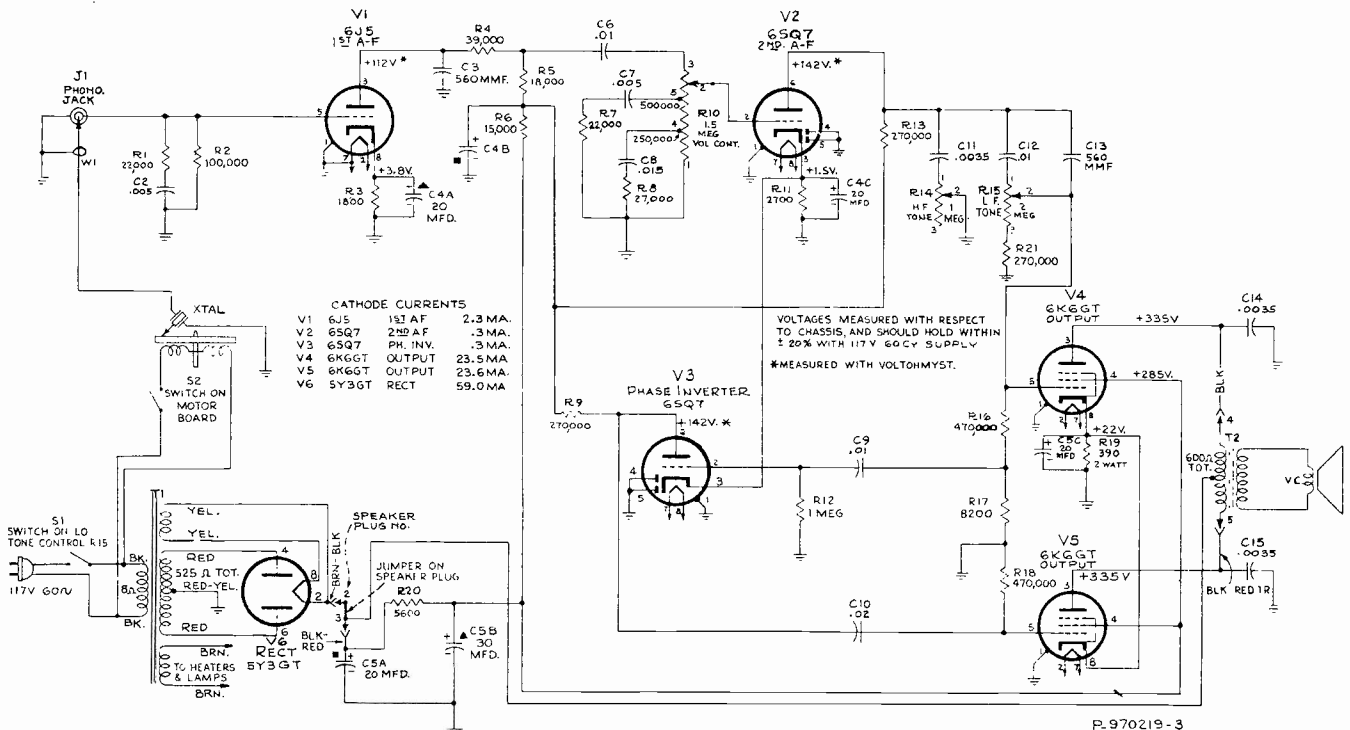 V1
6J5
1ST A-F
+112V *
R4
39,000
C3
560MMF.
R5
18,000
R6
15,000
C4B
C6
.01
C7
.005
R7
22,000
500000
R10
1.5
MEG
VOL CONT.
250,000
C8
.015
R8
27,000
V2
6SQ7
2ND. A-F
+142V. *
+1.5V.
R11
2700
C4C
20
MFD
R13
270,000
C11
.0035
C12
.01
C13
560
MMF
R14
H.F.
TONE
1
MEG.
R15
L.F.
TONE
2
MEG
R21
270,000
J1
PHONO.
JACK
W1
R1
22000
C2
.005
R2
100,000
+3.8V.
R3
1800
C4A
20
MFD.
XTAL
S2
SWITCH ON
MOTOR
BOARD
CATHODE CURRENTS
V1 6J5 1ST AF 2.3 MA.
V2 6SQ7 2ND AF .3 MA.
V3 6SQ7 PH. INV. .3 MA.
V4 6K6GT OUTPUT 23.5 MA
V5 6K6GT OUTPUT 23.6 MA
V6 5Y3GT RECT 59.0 MA
VOLTAGES MEASURED WITH RESPECT
TO CHASSIS, AND SHOULD HOLD WITHIN
± 20% WITH 117 V 60 CY SUPPLY
*MEASURED WITH VOLTOHMYST.
V3
PHASE INVERTER
6SQ7
+142V. *
R9
270,000
C9
.01
R12
1 MEG
R16
470,000
R17
8200
R18
470,000
C10
.02
V4
6K6GT
OUTPUT
+335V
+285V.
+22V.
C5C
20
MFD
R19
390
2 WATT
C14
.0035
BLK
T2
600Ω
TOT.
VC
V5
6K6GT
OUTPUT
+335V
C15
.0035
BLK RED TR.
S1
SWITCH ON LO
TONE CONTROL R15
117V 60~
BK.
8Ω
BK.
T1
YEL.
YEL.
RED
525 Ω TOT.
RED-YEL.
RED
BRN.
TO HEATERS
& LAMPS
BRN.
V6
RECT
5Y3GT
SPEAKER
PLUG NO.
BRN-BLK
JUMPER ON
SPEAKER PLUG
R20
5600
BLK-
RED
C5A
20 MFD.
C5B
30
MFD.
P-970219-3